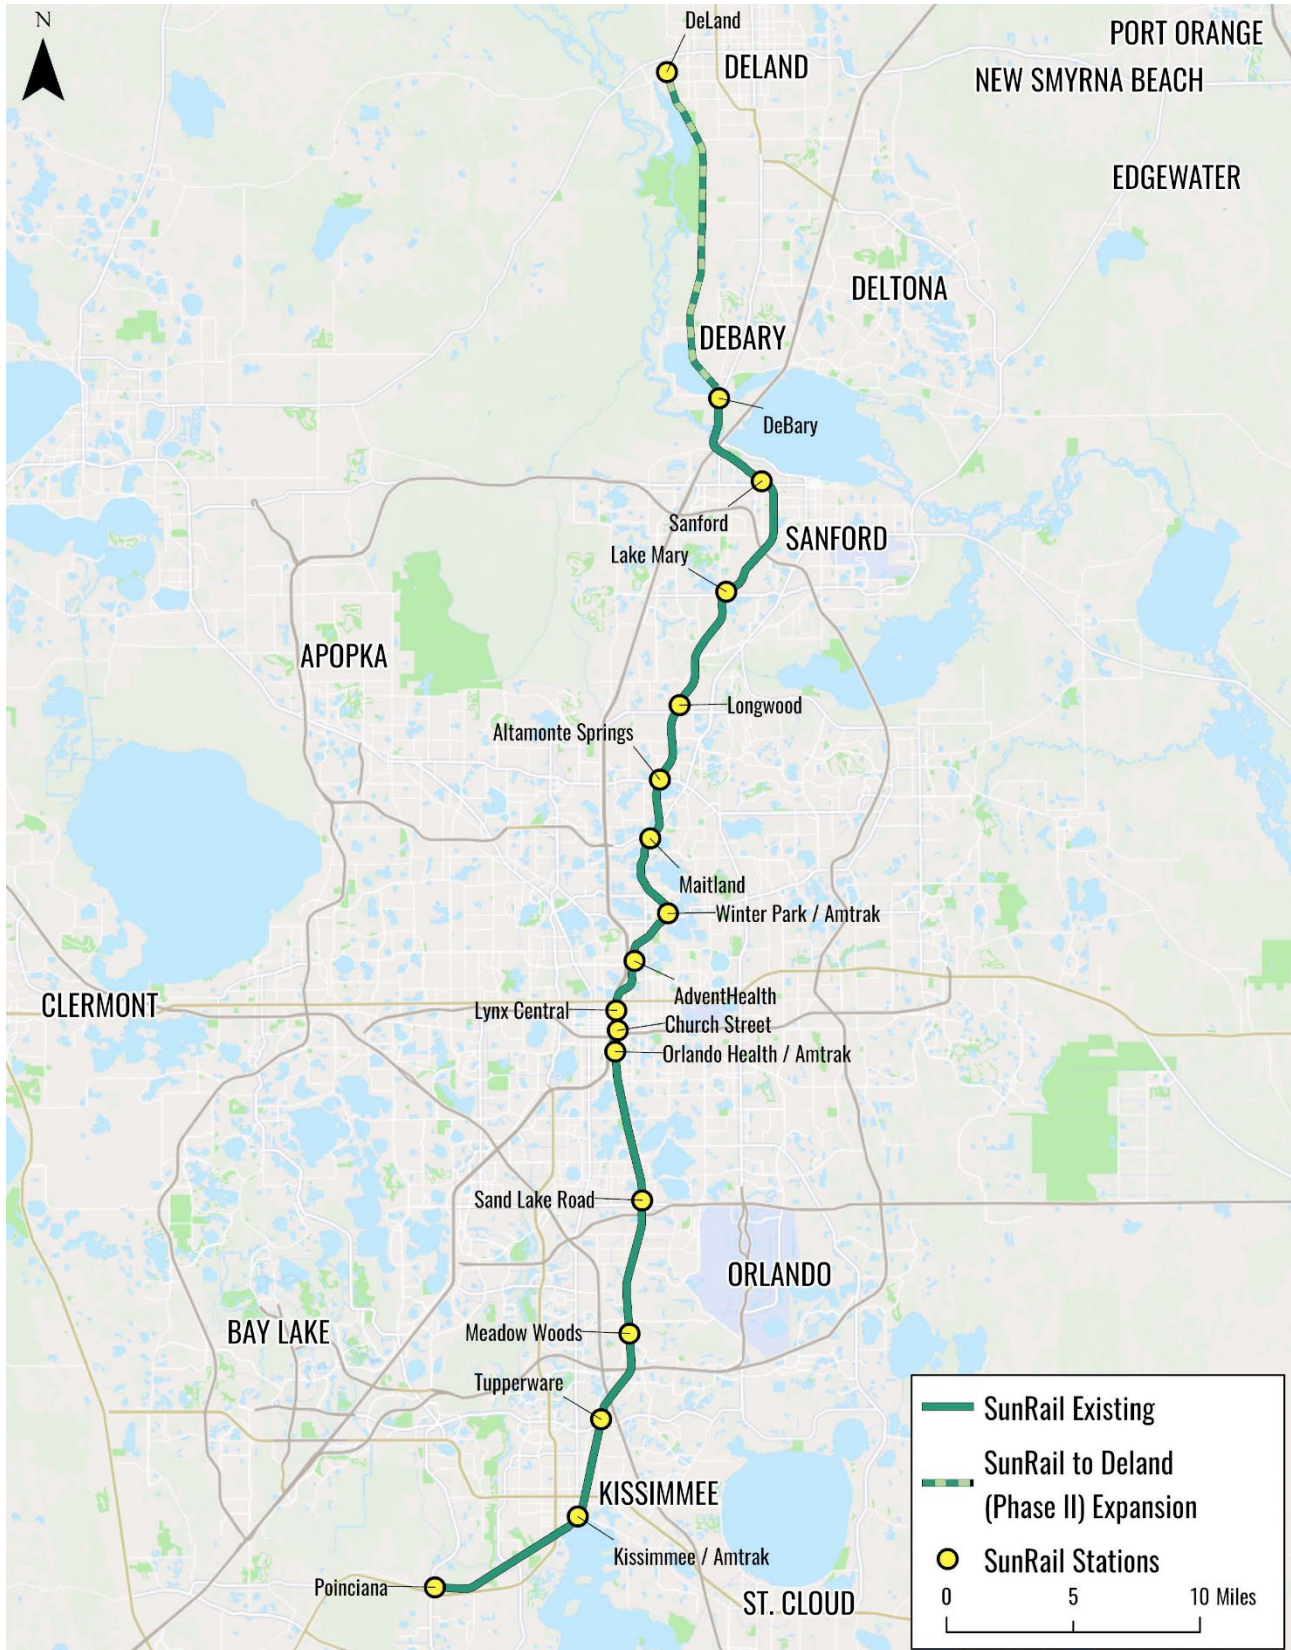 N
DeLand
PORT ORANGE
DELAND
NEW SMYRNA BEACH
EDGEWATER
DELTONA
DEBARY
DeBary
Sanford
SANFORD
Lake Mary
APOPKA
Longwood
Altamonte Springs
Maitland
Winter Park / Amtrak
AdventHealth
CLERMONT
Lynx Central
Church Street
Orlando Health / Amtrak
Sand Lake Road
ORLANDO
BAY LAKE
Meadow Woods
Tupperware
KISSIMMEE
Kissimmee / Amtrak
Poinciana
ST. CLOUD
SunRail Existing
SunRail to Deland
(Phase II) Expansion
SunRail Stations
0 5 10 Miles